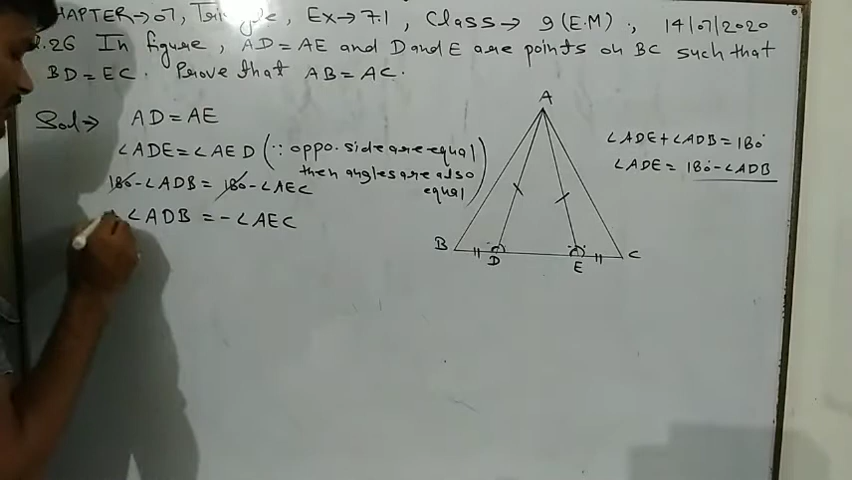 HAPTER→07, Triangle, Ex→7.1, Class→9 (E.M)., 14/07/2020
.26 In figure, AD=AE and D and E are points on BC such that
BD=EC. Prove that AB=AC.
Sol→ AD=AE
∠ADE=∠AED (∵ oppo. side are equal
then angles are also
equal)
180-∠ADB=180-∠AEC
∠ADB=-∠AEC
A
B
D
E
C
∠ADE+∠ADB=180°
∠ADE=180°-∠ADB